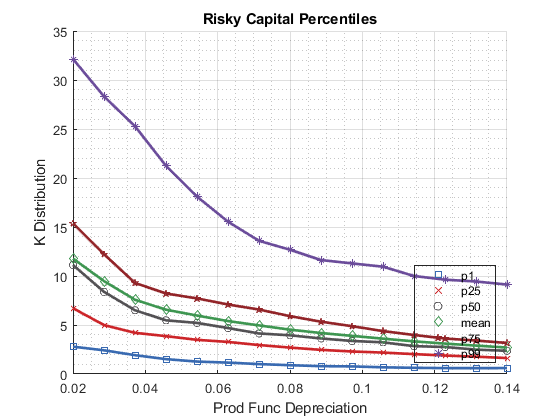 Risky Capital Percentiles
35
30
25
20
15
10
5
0
K Distribution
p1
p25
p50
mean
p75
p99
0.02 0.04 0.06 0.08 0.1 0.12 0.14
Prod Func Depreciation